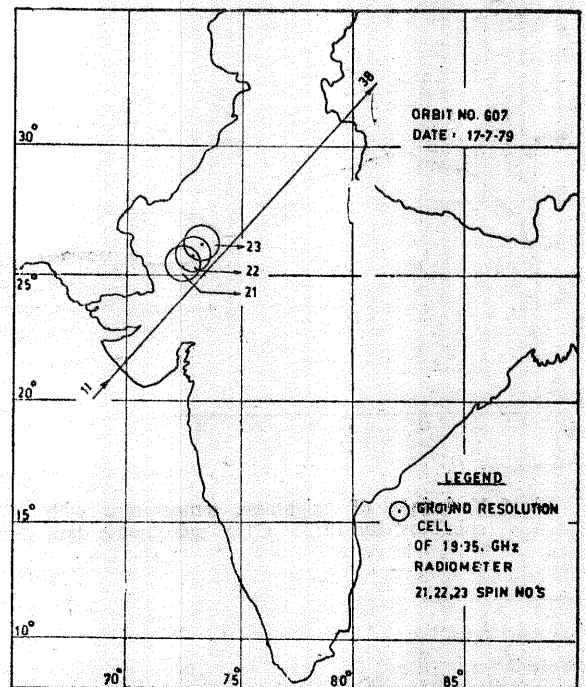 38
ORBIT NO. 607
DATE : 17-7-79
30°
23
22
25°
21
11
20°
LEGEND
GROUND RESOLUTION
CELL
OF 19·35. GHz
RADIOMETER
15°
21,22,23 SPIN NO'S
10°
70° 75° 80° 85°